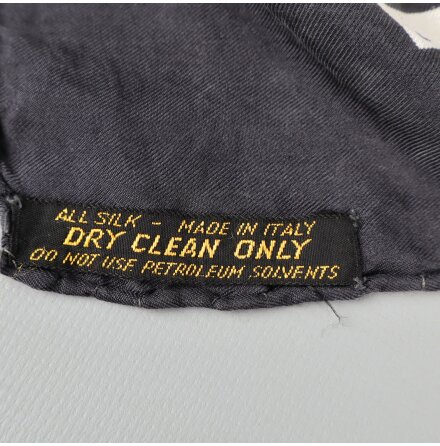 ALL SILK - MADE IN ITALY
DRY CLEAN ONLY
DO NOT USE PETROLEUM SOLVENTS